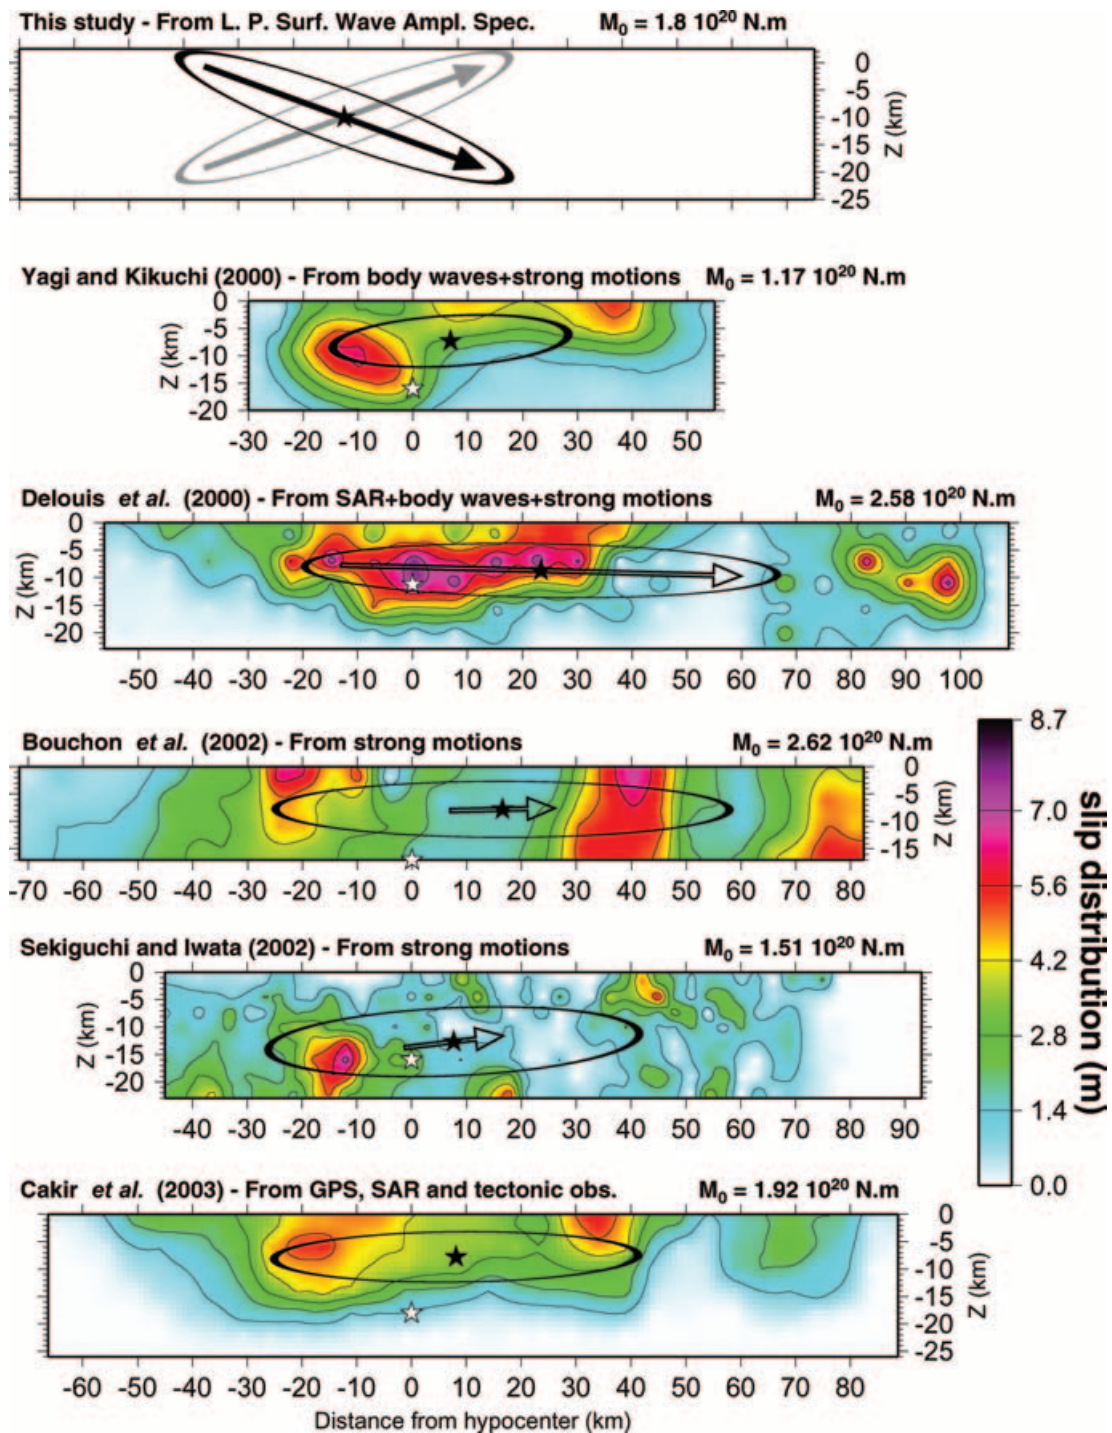 This study - From L. P. Surf. Wave Ampl. Spec. M0 = 1.8 10^20 N.m
0
-5
-10
-15
-20
-25
Z (km)
Yagi and Kikuchi (2000) - From body waves+strong motions M0 = 1.17 10^20 N.m
0
-5
-10
-15
-20
Z (km)
-30 -20 -10 0 10 20 30 40 50
Delouis et al. (2000) - From SAR+body waves+strong motions M0 = 2.58 10^20 N.m
0
-5
-10
-15
-20
Z (km)
-50 -40 -30 -20 -10 0 10 20 30 40 50 60 70 80 90 100
Bouchon et al. (2002) - From strong motions M0 = 2.62 10^20 N.m
0
-5
-10
-15
Z (km)
-70 -60 -50 -40 -30 -20 -10 0 10 20 30 40 50 60 70 80
Sekiguchi and Iwata (2002) - From strong motions M0 = 1.51 10^20 N.m
0
-5
-10
-15
-20
Z (km)
-40 -30 -20 -10 0 10 20 30 40 50 60 70 80 90
Cakir et al. (2003) - From GPS, SAR and tectonic obs. M0 = 1.92 10^20 N.m
0
-5
-10
-15
-20
-25
Z (km)
-60 -50 -40 -30 -20 -10 0 10 20 30 40 50 60 70 80
Distance from hypocenter (km)
8.7
7.0
5.6
4.2
2.8
1.4
0.0
slip distribution (m)